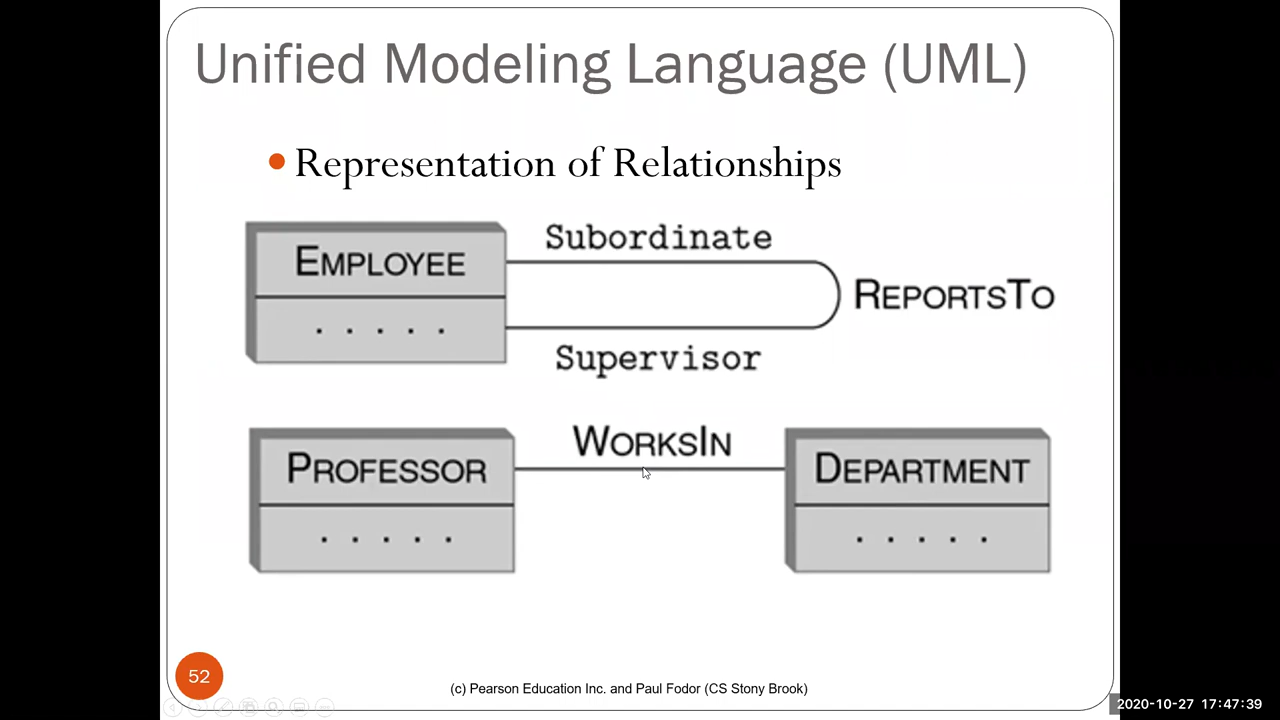 Unified Modeling Language (UML)
• Representation of Relationships
EMPLOYEE
. . . . .
Subordinate
REPORTSTO
Supervisor
PROFESSOR
. . . . .
WORKSIN
DEPARTMENT
. . . . .
52
(c) Pearson Education Inc. and Paul Fodor (CS Stony Brook)
2020-10-27 17:47:39